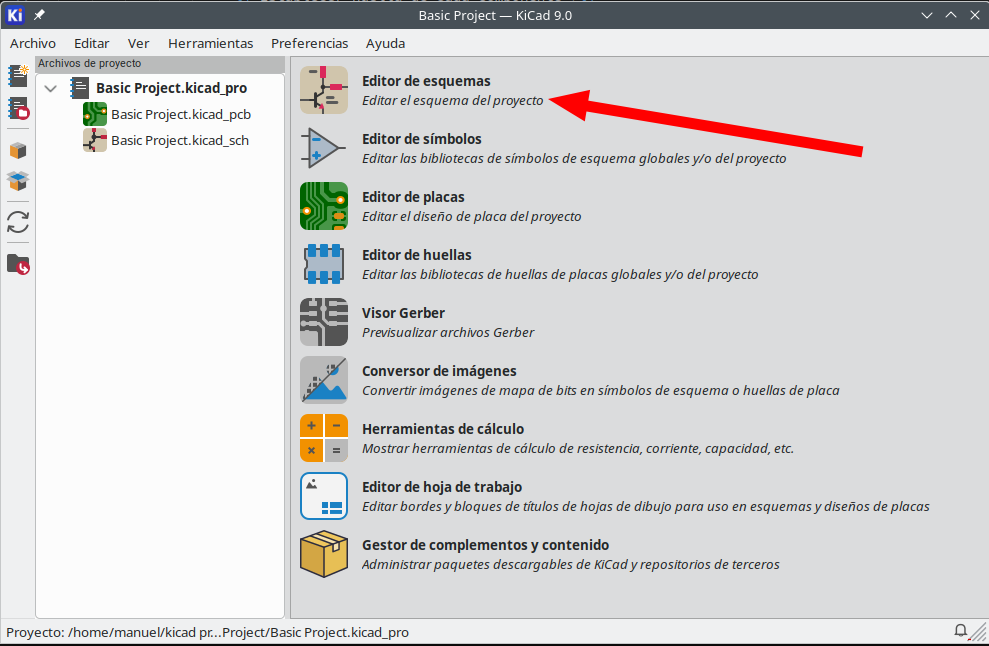 Ki
Basic Project — KiCad 9.0
Archivo Editar Ver Herramientas Preferencias Ayuda
Archivos de proyecto
Basic Project.kicad_pro
Basic Project.kicad_pcb
Basic Project.kicad_sch
Editor de esquemas
Editar el esquema del proyecto
Editor de símbolos
Editar las bibliotecas de símbolos de esquema globales y/o del proyecto
Editor de placas
Editar el diseño de placa del proyecto
Editor de huellas
Editar las bibliotecas de huellas de placas globales y/o del proyecto
Visor Gerber
Previsualizar archivos Gerber
Conversor de imágenes
Convertir imágenes de mapa de bits en símbolos de esquema o huellas de placa
Herramientas de cálculo
Mostrar herramientas de cálculo de resistencia, corriente, capacidad, etc.
Editor de hoja de trabajo
Editar bordes y bloques de títulos de hojas de dibujo para uso en esquemas y diseños de placas
Gestor de complementos y contenido
Administrar paquetes descargables de KiCad y repositorios de terceros
Proyecto: /home/manuel/kicad pr...Project/Basic Project.kicad_pro